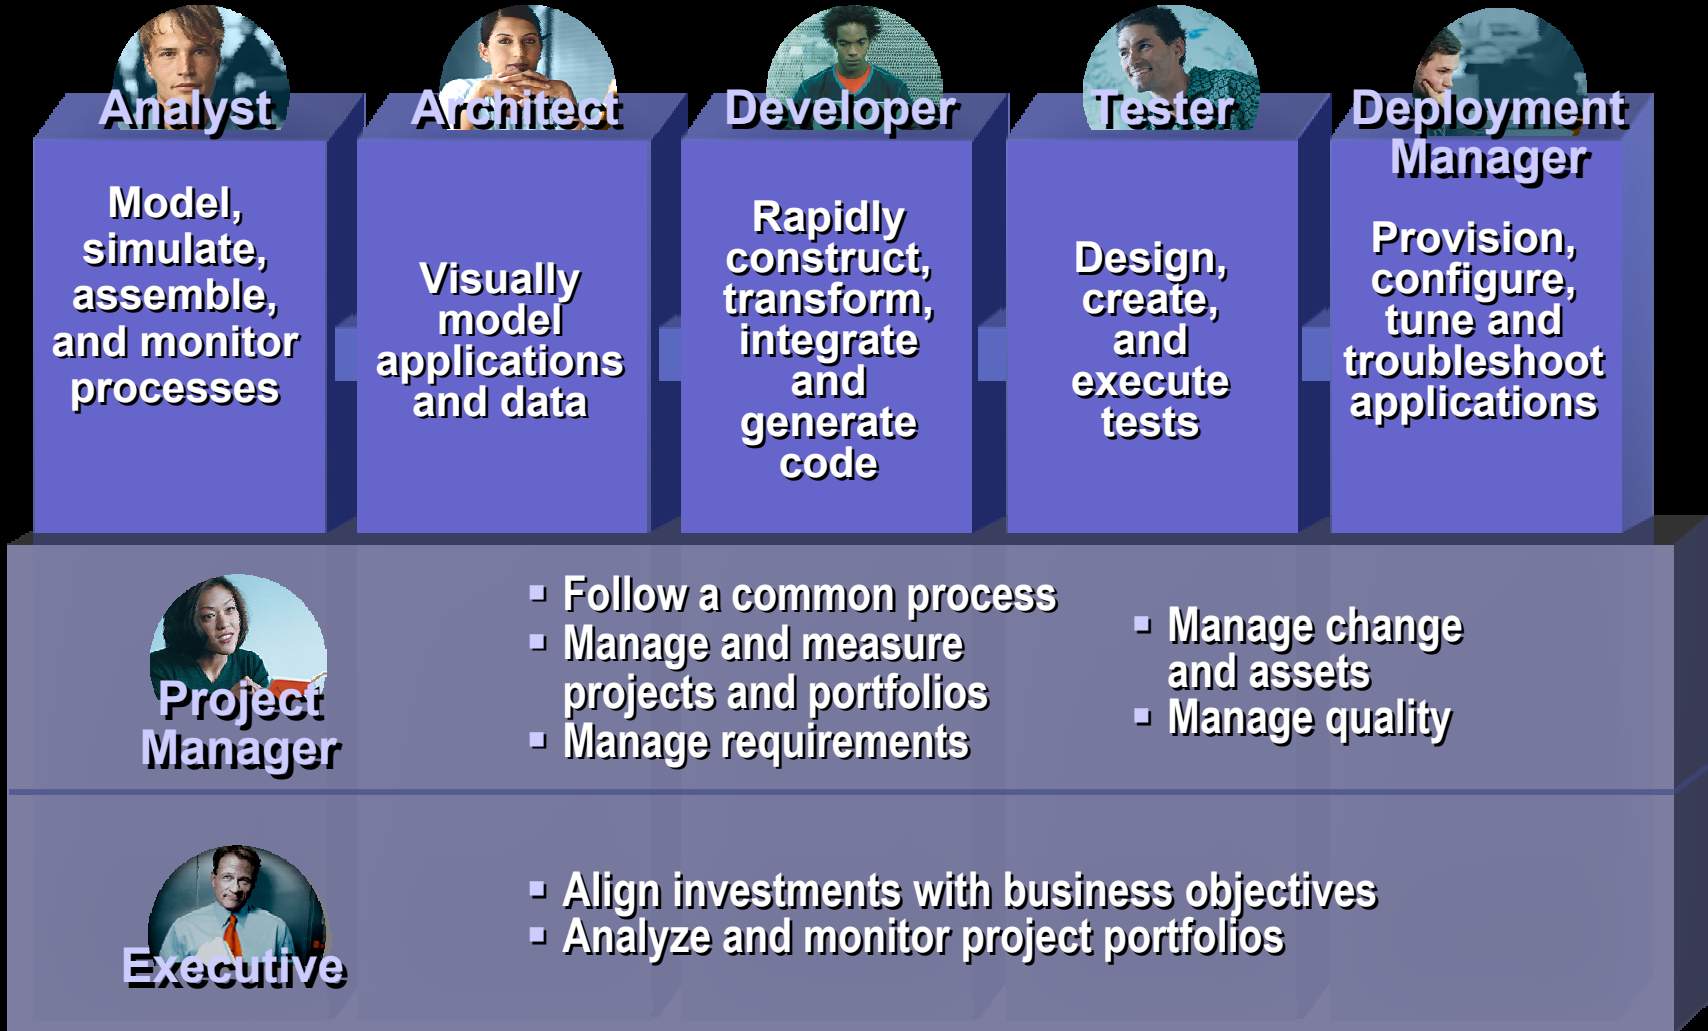 Analyst
Model,
simulate,
assemble,
and monitor
processes
Architect
Visually
model
applications
and data
Developer
Rapidly
construct,
transform,
integrate
and
generate
code
Tester
Design,
create,
and
execute
tests
Deployment
Manager
Provision,
configure,
tune and
troubleshoot
applications
Project
Manager
▪ Follow a common process
▪ Manage and measure
projects and portfolios
▪ Manage requirements
▪ Manage change
and assets
▪ Manage quality
Executive
▪ Align investments with business objectives
▪ Analyze and monitor project portfolios